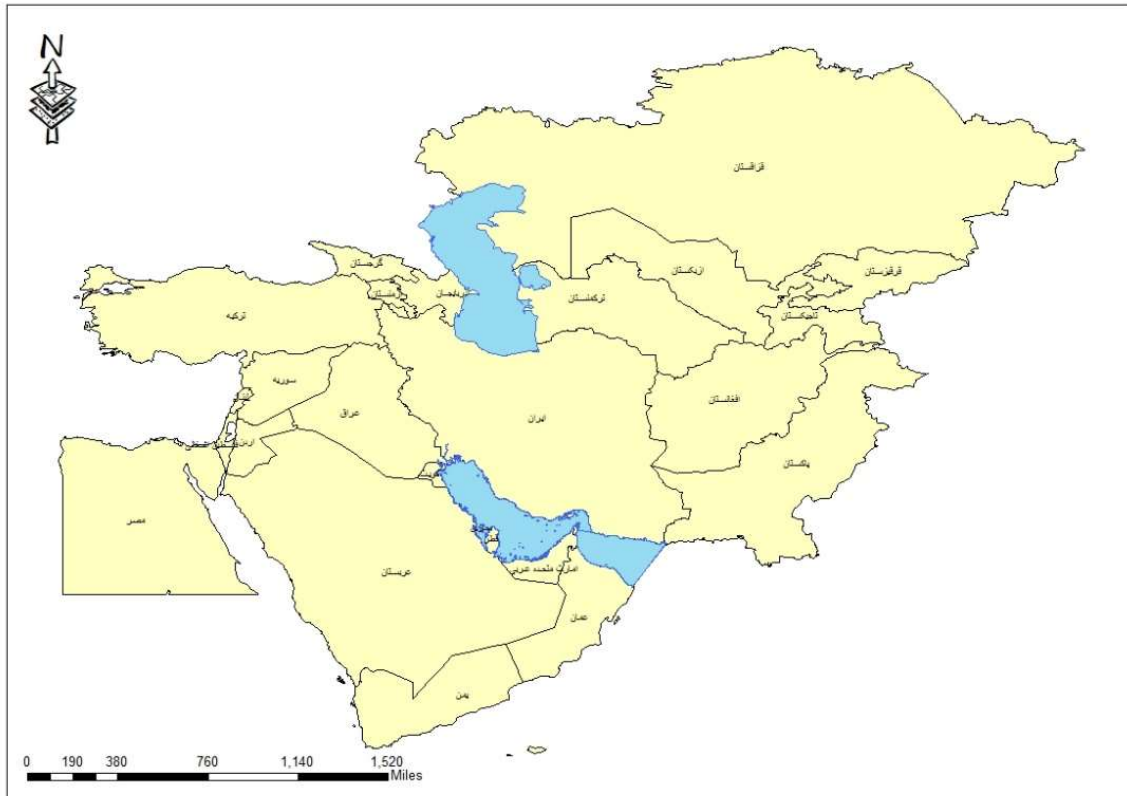 N
قزاقستان
گرجستان
ازبکستان
قرقیزستان
ترکمنستان
تاجیکستان
ترکیه
سوریه
افغانستان
عراق
ایران
اردن
پاکستان
مصر
عربستان
امارات متحده عربی
عمان
یمن
0 190 380 760 1,140 1,520
Miles